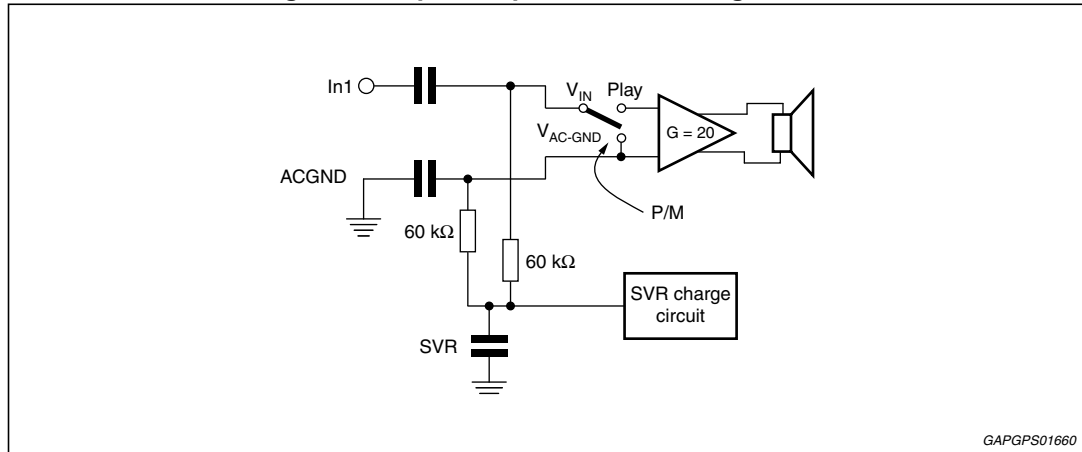 In1
V_IN
Play
V_AC-GND
G = 20
ACGND
P/M
60 kΩ
60 kΩ
SVR charge
circuit
SVR
GAPGPS01660